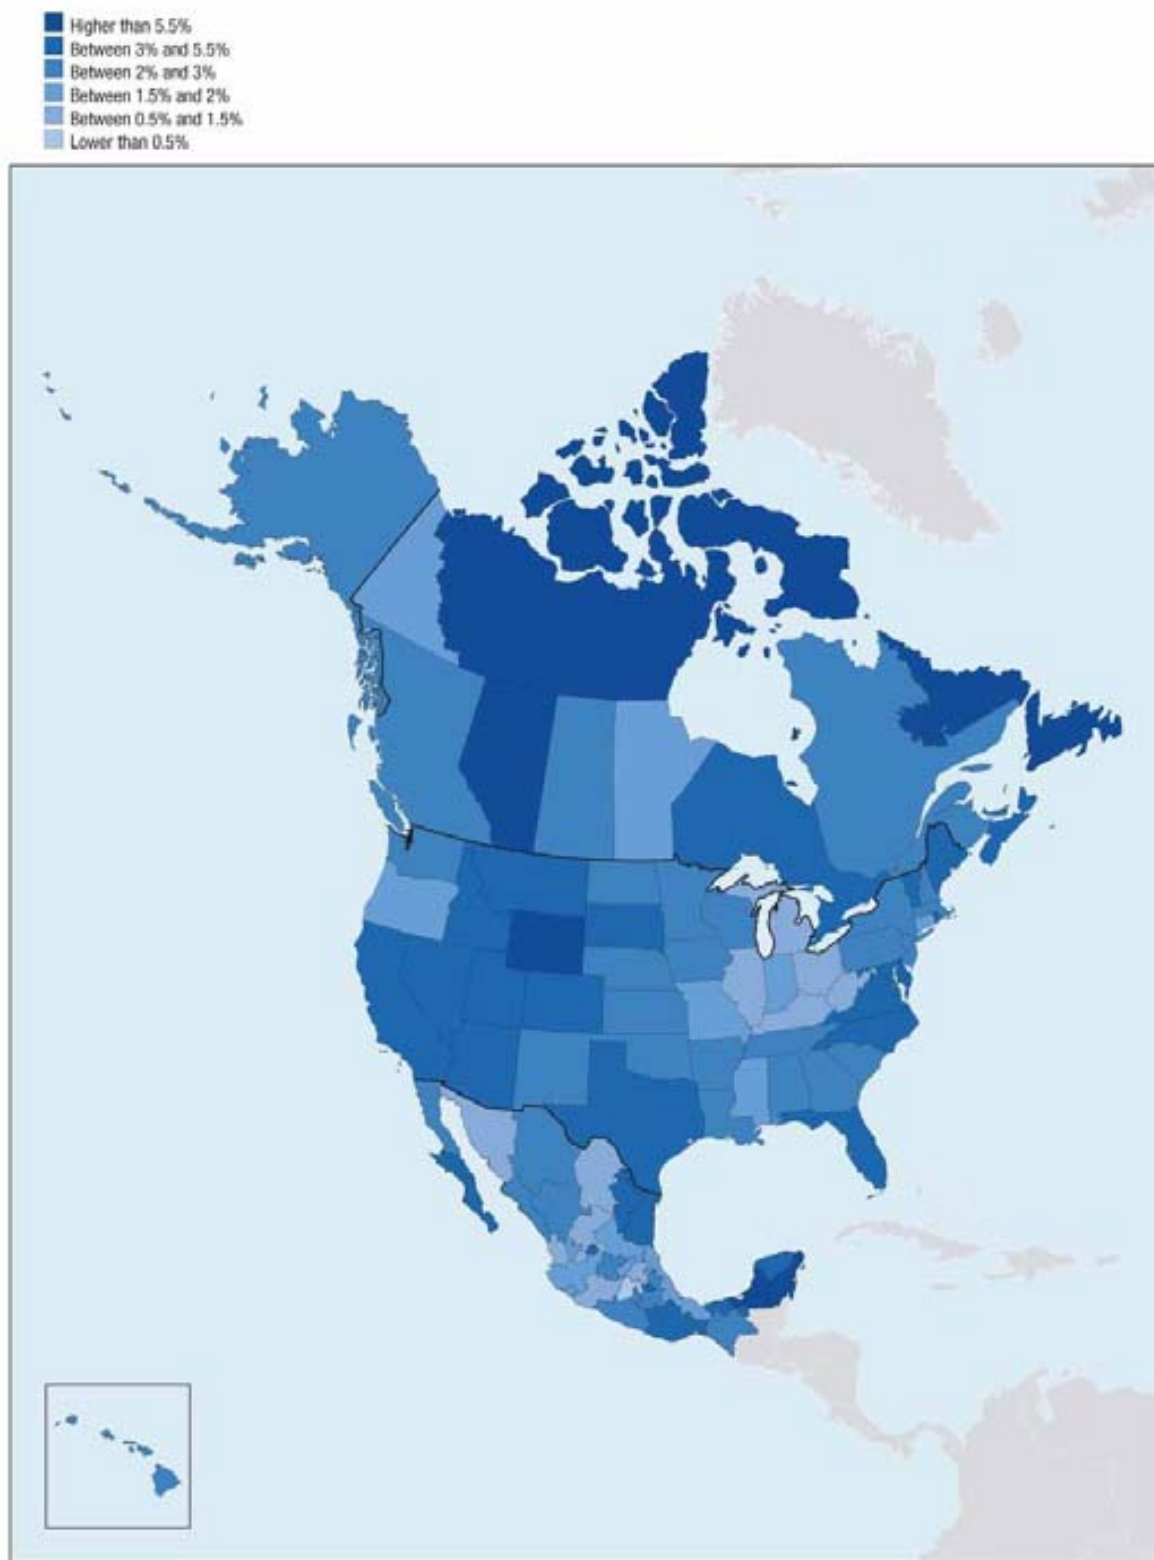 Higher than 5.5%
Between 3% and 5.5%
Between 2% and 3%
Between 1.5% and 2%
Between 0.5% and 1.5%
Lower than 0.5%